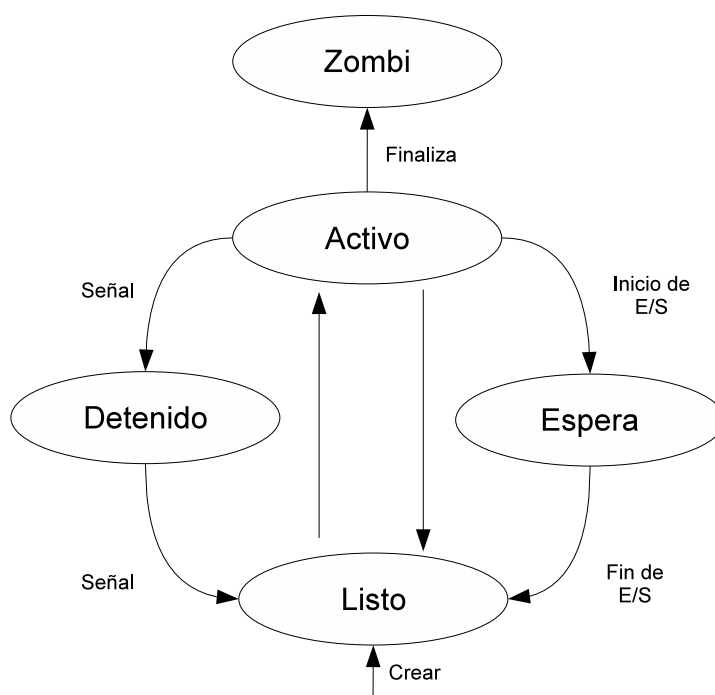 Zombi
Finaliza
Activo
Señal
Inicio de
E/S
Detenido
Espera
Señal
Fin de
E/S
Listo
Crear